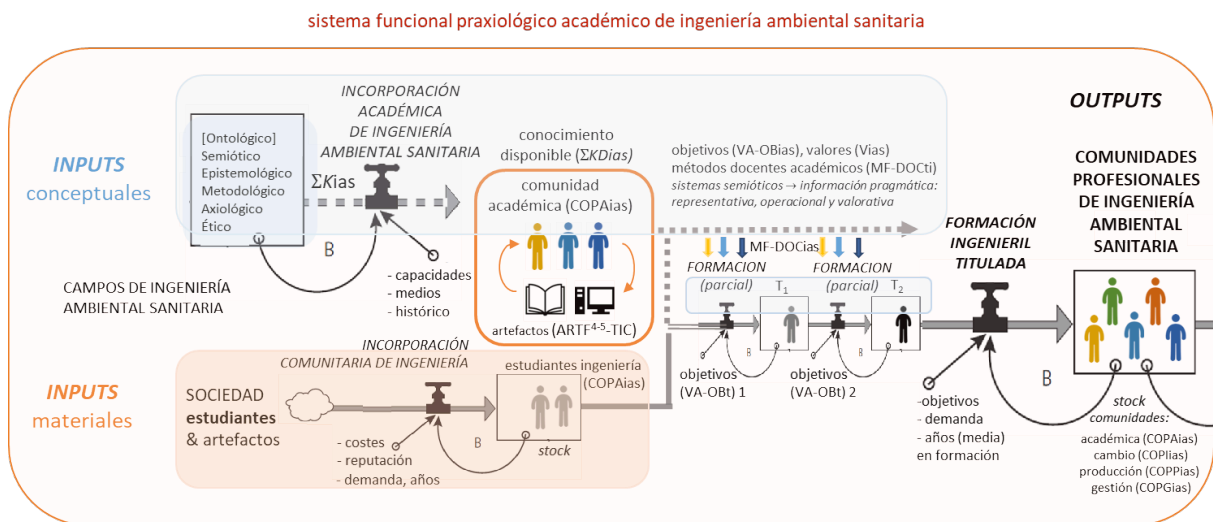 sistema funcional praxiológico académico de ingeniería ambiental sanitaria
INPUTS
conceptuales
[Ontológico]
Semiótico
Epistemológico
Metodológico
Axiológico
Ético
CAMPOS DE INGENIERÍA
AMBIENTAL SANITARIA
ΣKias
B
INCORPORACIÓN
ACADÉMICA
DE INGENIERÍA
AMBIENTAL SANITARIA
- capacidades
- medios
- histórico
conocimiento
disponible (ΣKDias)
comunidad
académica (COPAias)
artefactos (ARTF4-5-TIC)
objetivos (VA-OBias), valores (Vias)
métodos docentes académicos (MF-DOCti)
sistemas semióticos → información pragmática:
representativa, operacional y valorativa
MF-DOCias
FORMACION
(parcial)
T1
FORMACION
(parcial)
T2
B
B
objetivos
(VA-OBt) 1
objetivos
(VA-OBt) 2
FORMACIÓN
INGENIERIL
TITULADA
-objetivos
- demanda
- años (media)
en formación
B
OUTPUTS
COMUNIDADES
PROFESIONALES
DE INGENIERÍA
AMBIENTAL
SANITARIA
stock
comunidades:
académica (COPAias)
cambio (COPIias)
producción (COPPias)
gestión (COPGias)
INPUTS
materiales
SOCIEDAD
estudiantes
& artefactos
INCORPORACIÓN
COMUNITARIA DE INGENIERÍA
- costes
- reputación
- demanda, años
B
estudiantes ingeniería
(COPAias)
stock